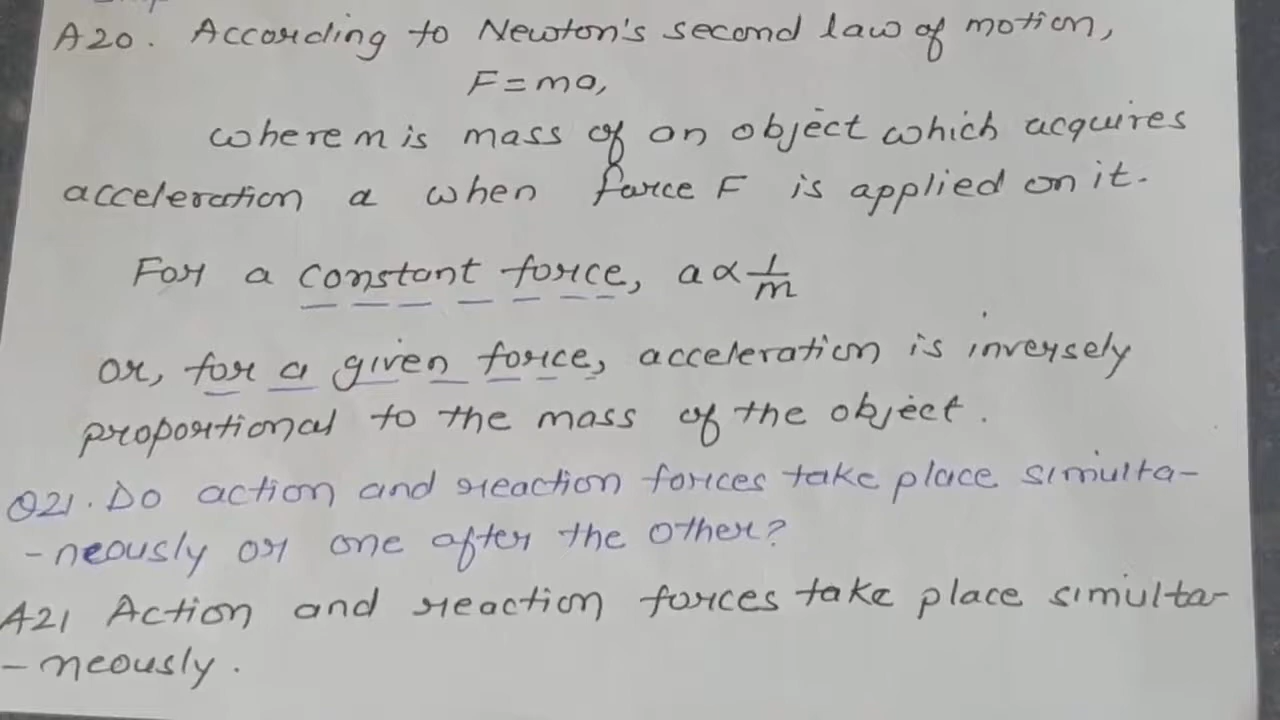 A20. According to Newton's second law of motion,
F=ma,
where m is mass of an object which acquires
acceleration a when force F is applied on it.
For a constant force, a ∝ 1/m
or, for a given force, acceleration is inversely
proportional to the mass of the object.
Q21. Do action and reaction forces take place simulta-
-neously or one after the other?
A21 Action and reaction forces take place simulta-
-neously.